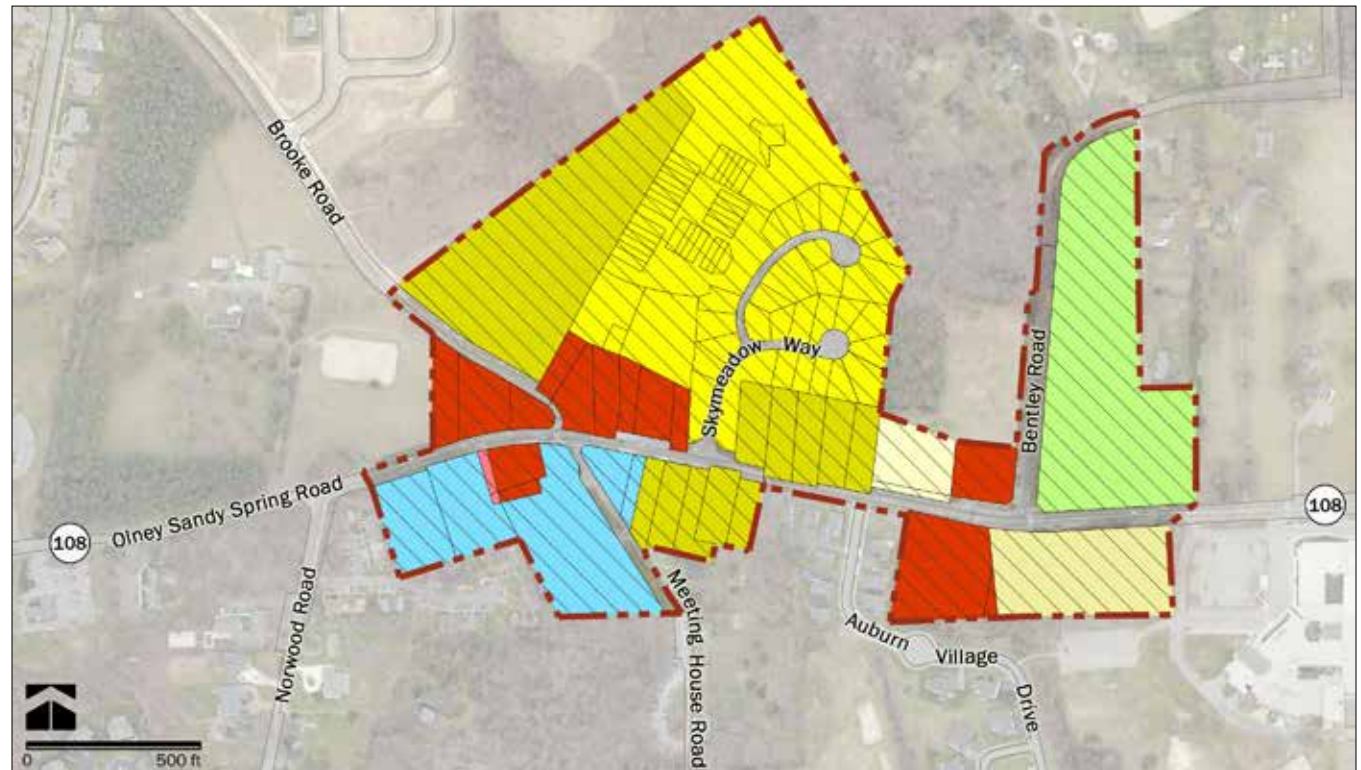 Brooke Road
Skymeadow Way
Bentley Road
108
Olney Sandy Spring Road
108
Norwood Road
Meeting House Road
Auburn Village Drive
0 500 ft